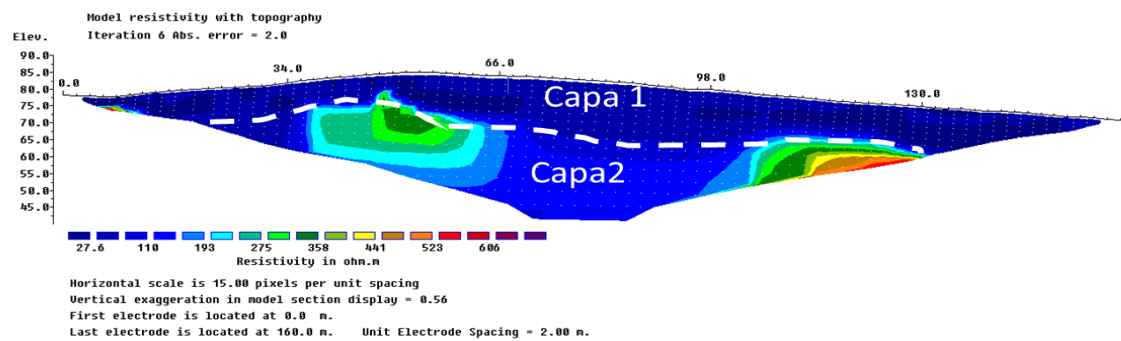 Model resistivity with topography
Elev. Iteration 6 Abs. error = 2.0
90.0
85.0
80.0
75.0
70.0
65.0
60.0
55.0
50.0
45.0
0.0 34.0 66.0 98.0 130.0
Capa 1
Capa2
27.6 110 193 275 358 441 523 606
Resistivity in ohm.m
Horizontal scale is 15.00 pixels per unit spacing
Vertical exaggeration in model section display = 0.56
First electrode is located at 0.0 m.
Last electrode is located at 160.0 m. Unit Electrode Spacing = 2.00 m.